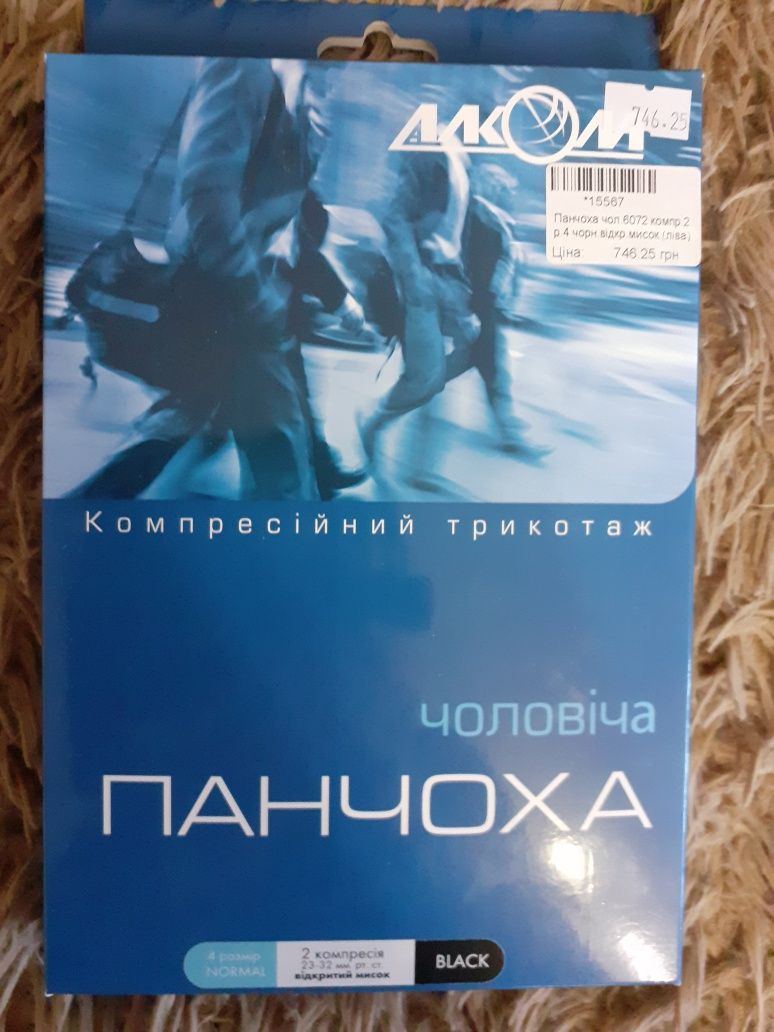 АЛКОМ
746.25
*15567
Панчоха чол.6072 компр.2
р.4 чорн.відкр.мисок (ліва)
Ціна: 746.25 грн
Компресійний трикотаж
чоловіча
ПАНЧОХА
4 розмір
NORMAL
2 компресія
23-32 мм. рт. ст.
відкритий мисок
BLACK